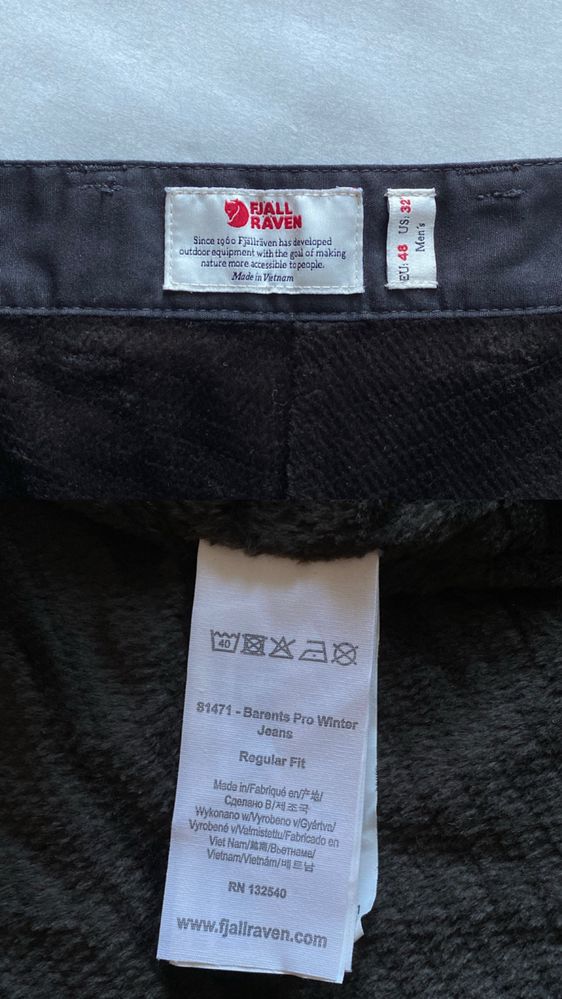 FJÄLL
RÄVEN
Since 1960 Fjällräven has developed
outdoor equipment with the goal of making
nature more accessible to people.
Made in Vietnam
EU: 48 US: 32
Men's
40
81471 - Barents Pro Winter
Jeans
Regular Fit
Made in/Fabriqué en/产地/
Сделано В/제조국/
Wykonano w/Vyrobeno v/Gyártva/
Vyrobené v/Valmistettu/Fabricado en
Viet Nam/越南/Вьетнаме/
Vietnam/Vietnám/베트남
RN 132540
www.fjallraven.com